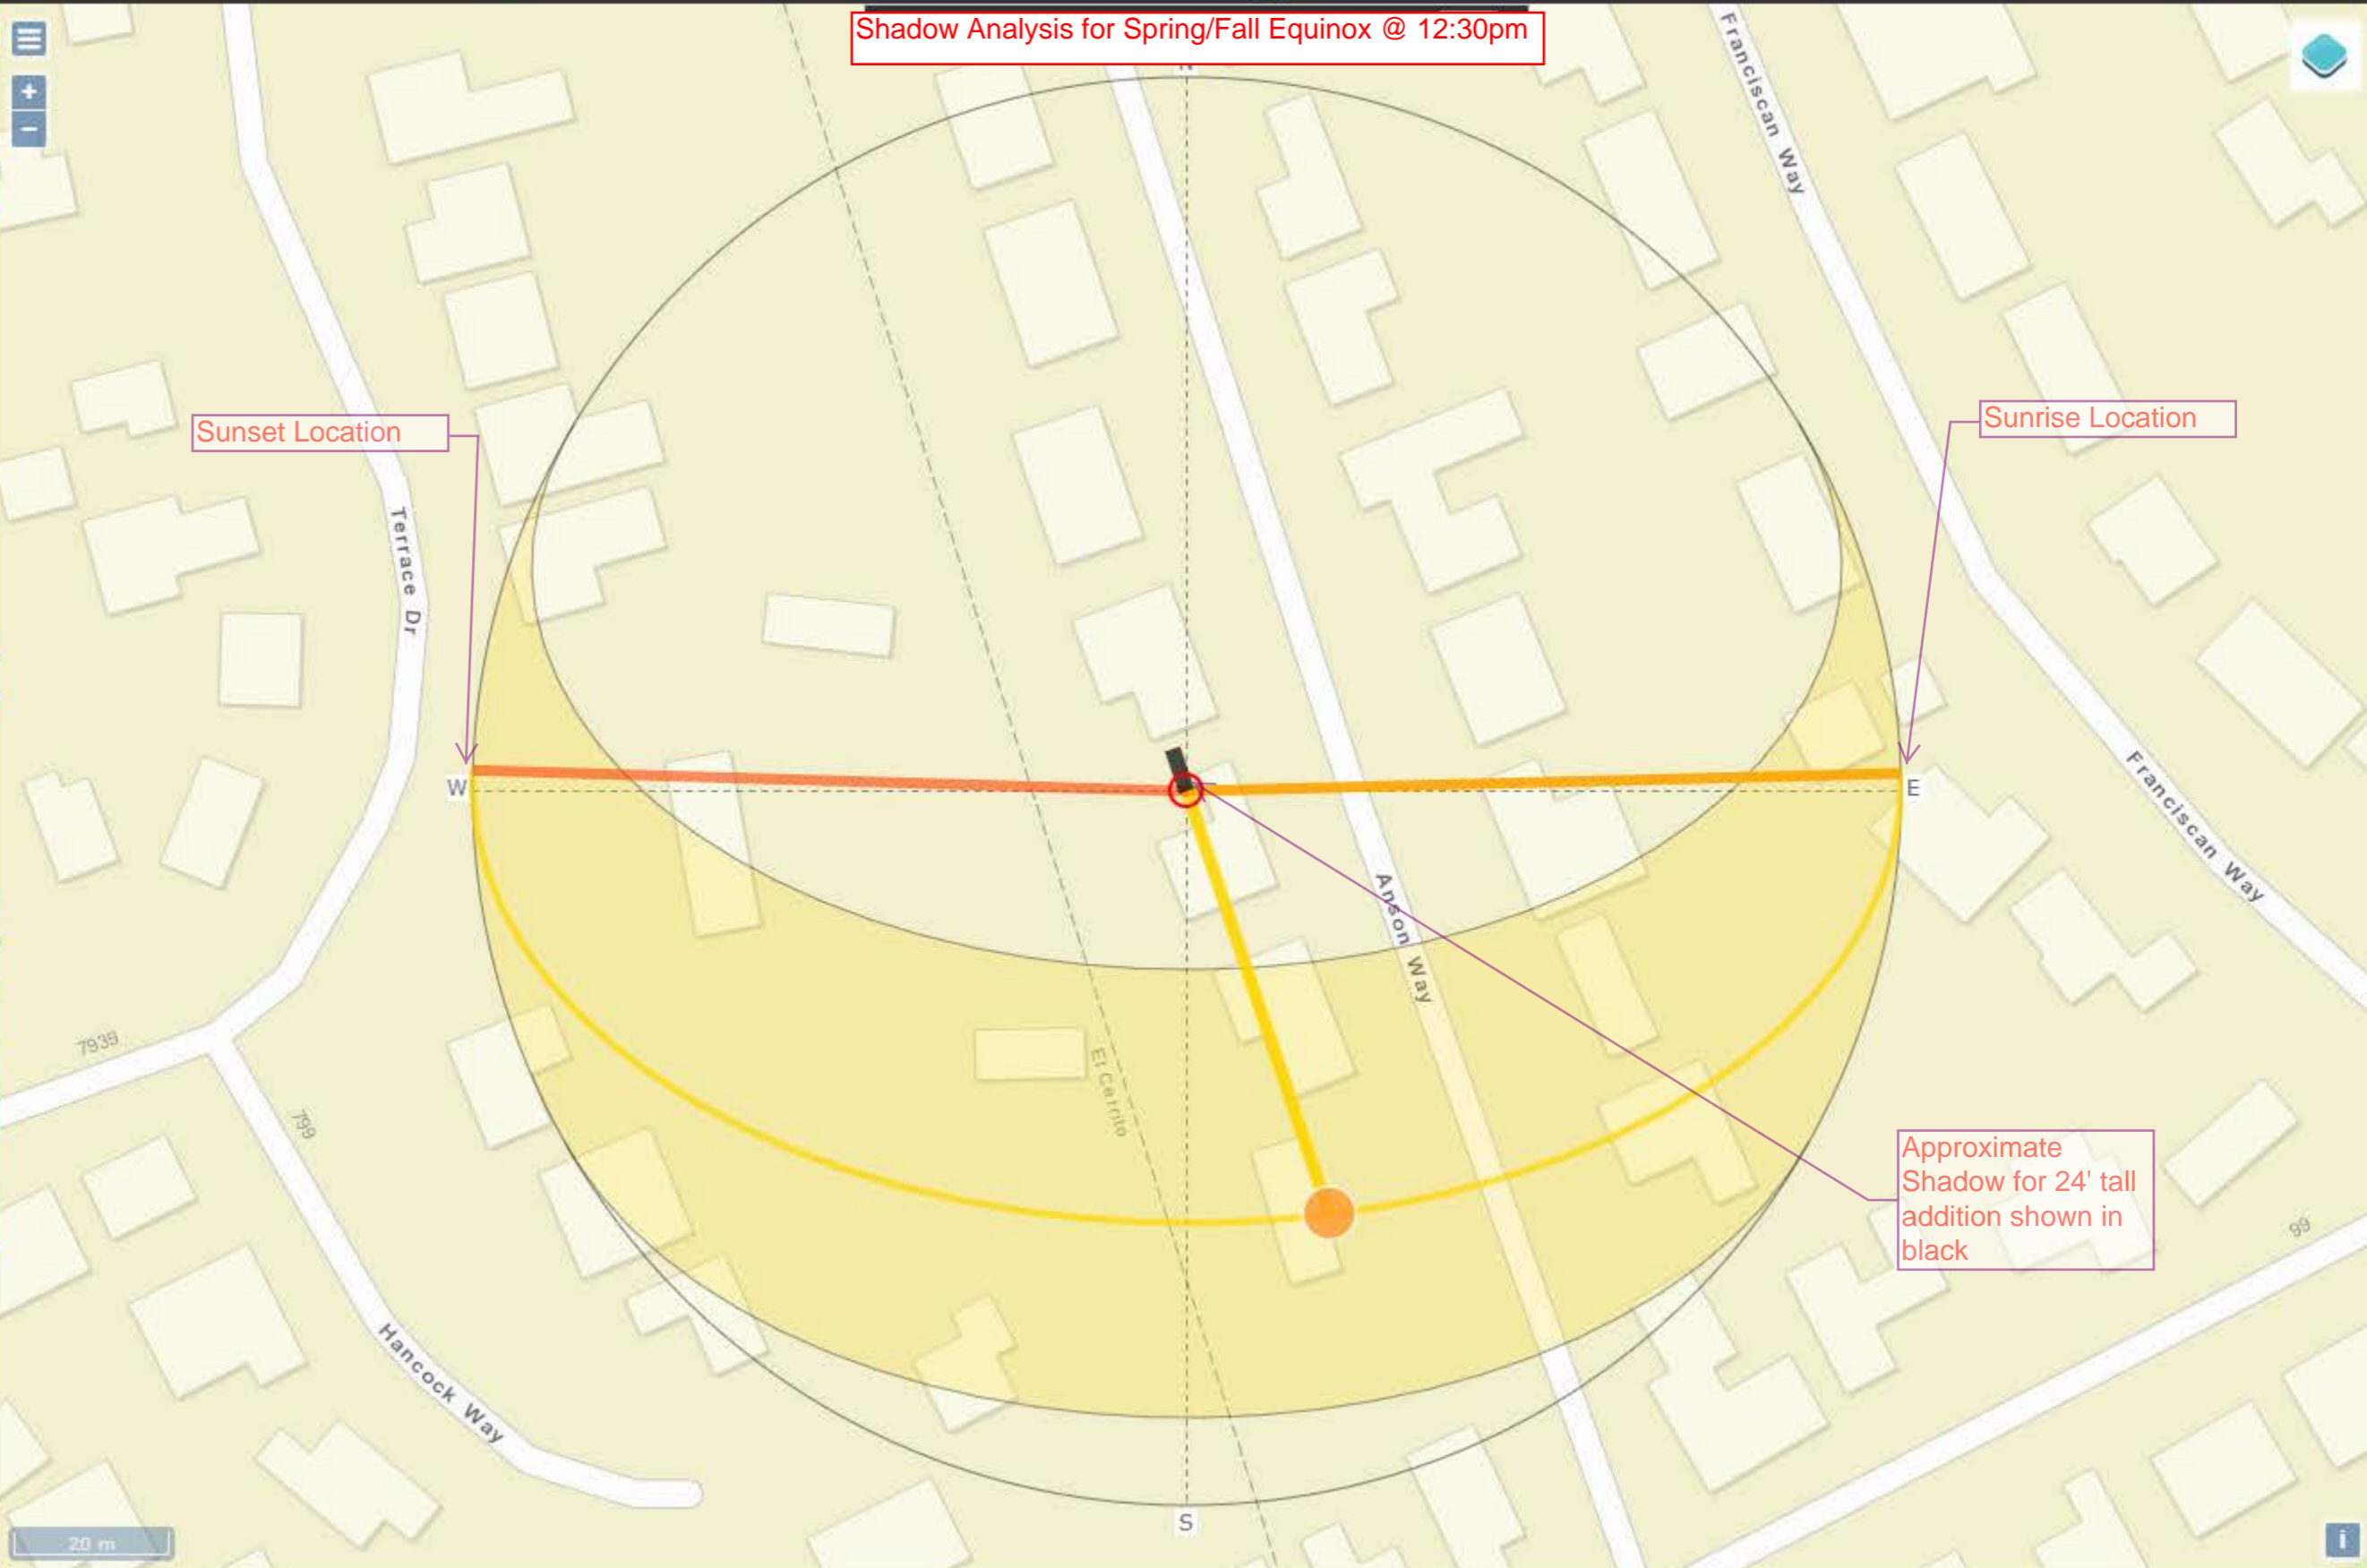 Shadow Analysis for Spring/Fall Equinox @ 12:30pm
+
−
Franciscan Way
Sunset Location
Sunrise Location
Terrace Dr
W
E
Franciscan Way
Anson Way
7939
El Cerrito
799
Approximate
Shadow for 24' tall
addition shown in
black
99
Hancock Way
S
20 m
i